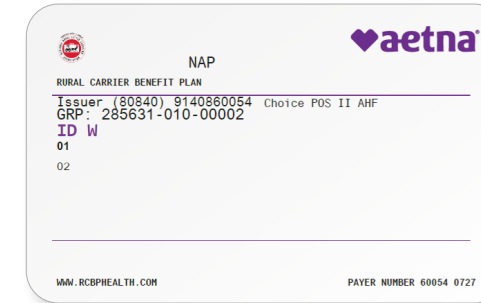 aetna
NAP
RURAL CARRIER BENEFIT PLAN
Issuer (80840) 9140860054 Choice POS II AHF
GRP: 285631-010-00002
ID W
01
02
WWW.RCBPHEALTH.COM PAYER NUMBER 60054 0727